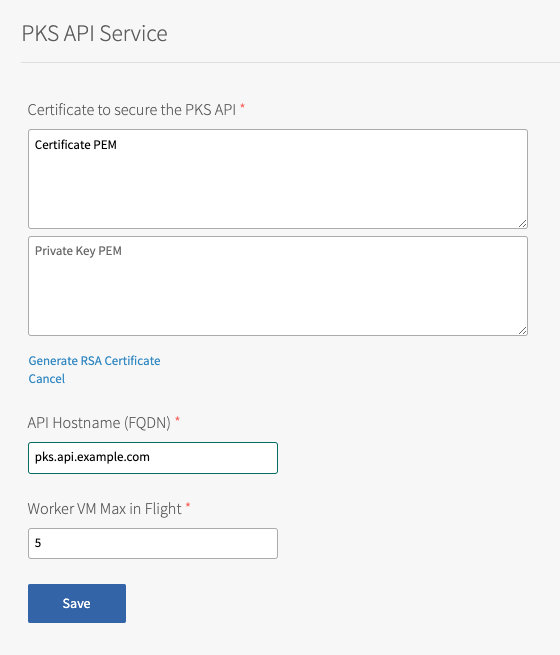 PKS API Service
Certificate to secure the PKS API *
Certificate PEM
Private Key PEM
Generate RSA Certificate
Cancel
API Hostname (FQDN) *
pks.api.example.com
Worker VM Max in Flight *
5
Save